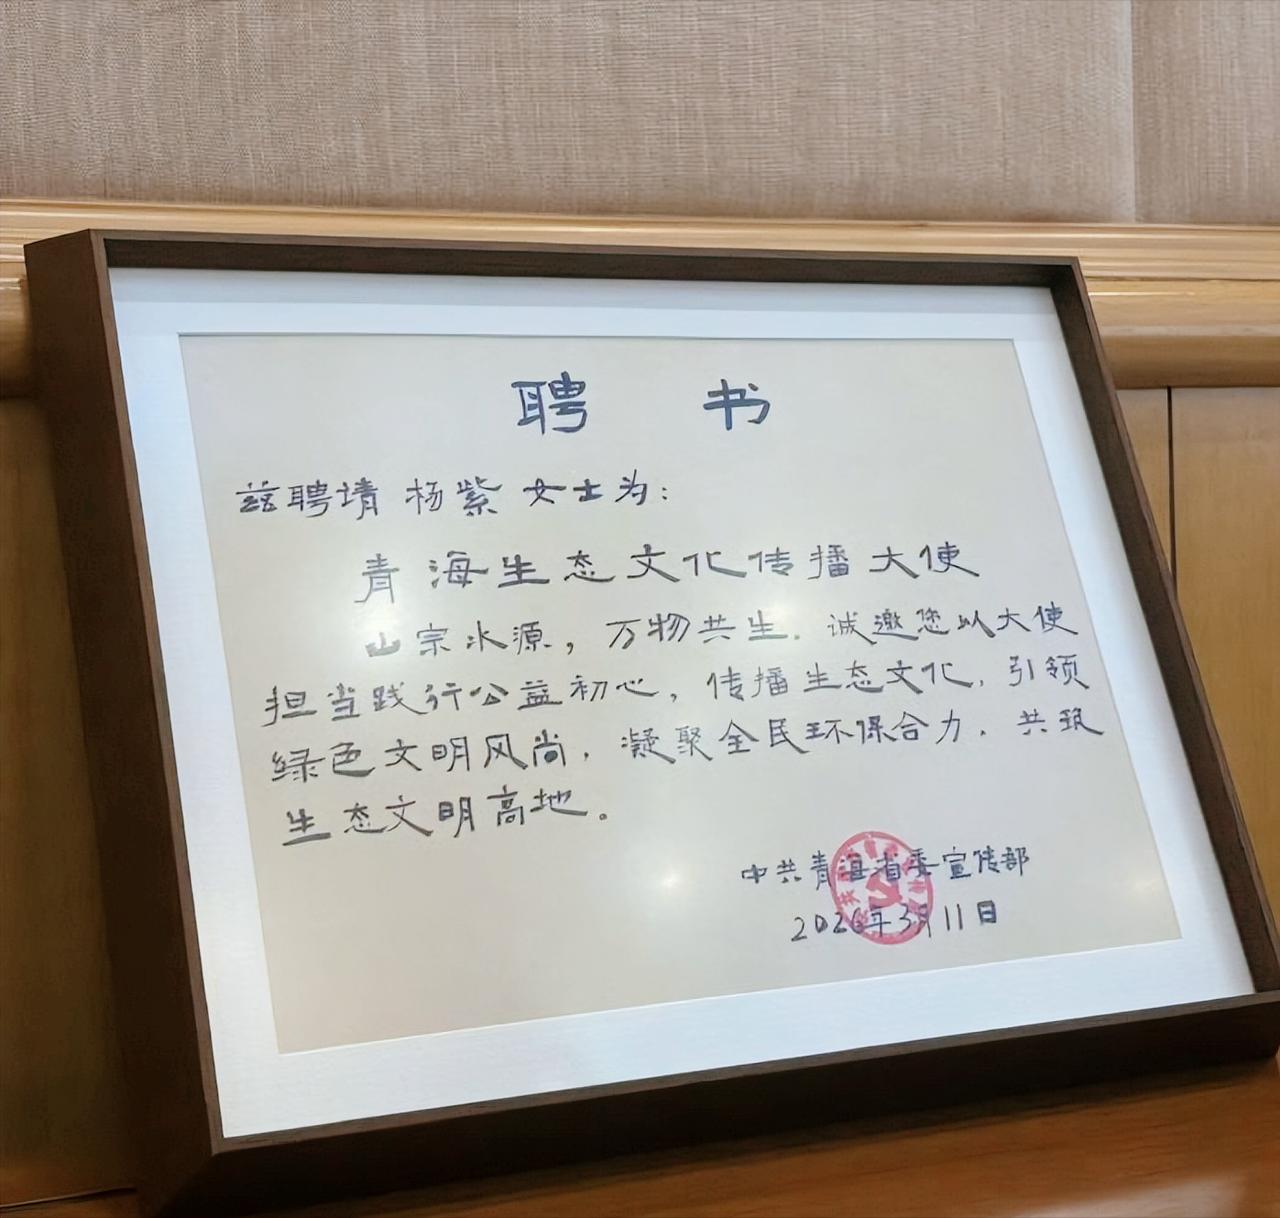 聘 书
兹聘请 杨紫 女士为：
青海生态文化传播大使
山宗水源，万物共生．诚邀您以大使
担当践行公益初心，传播生态文化，引领
绿色文明风尚，凝聚全民环保合力，共筑
生态文明高地。
中共青海省委宣传部
2026年3月11日